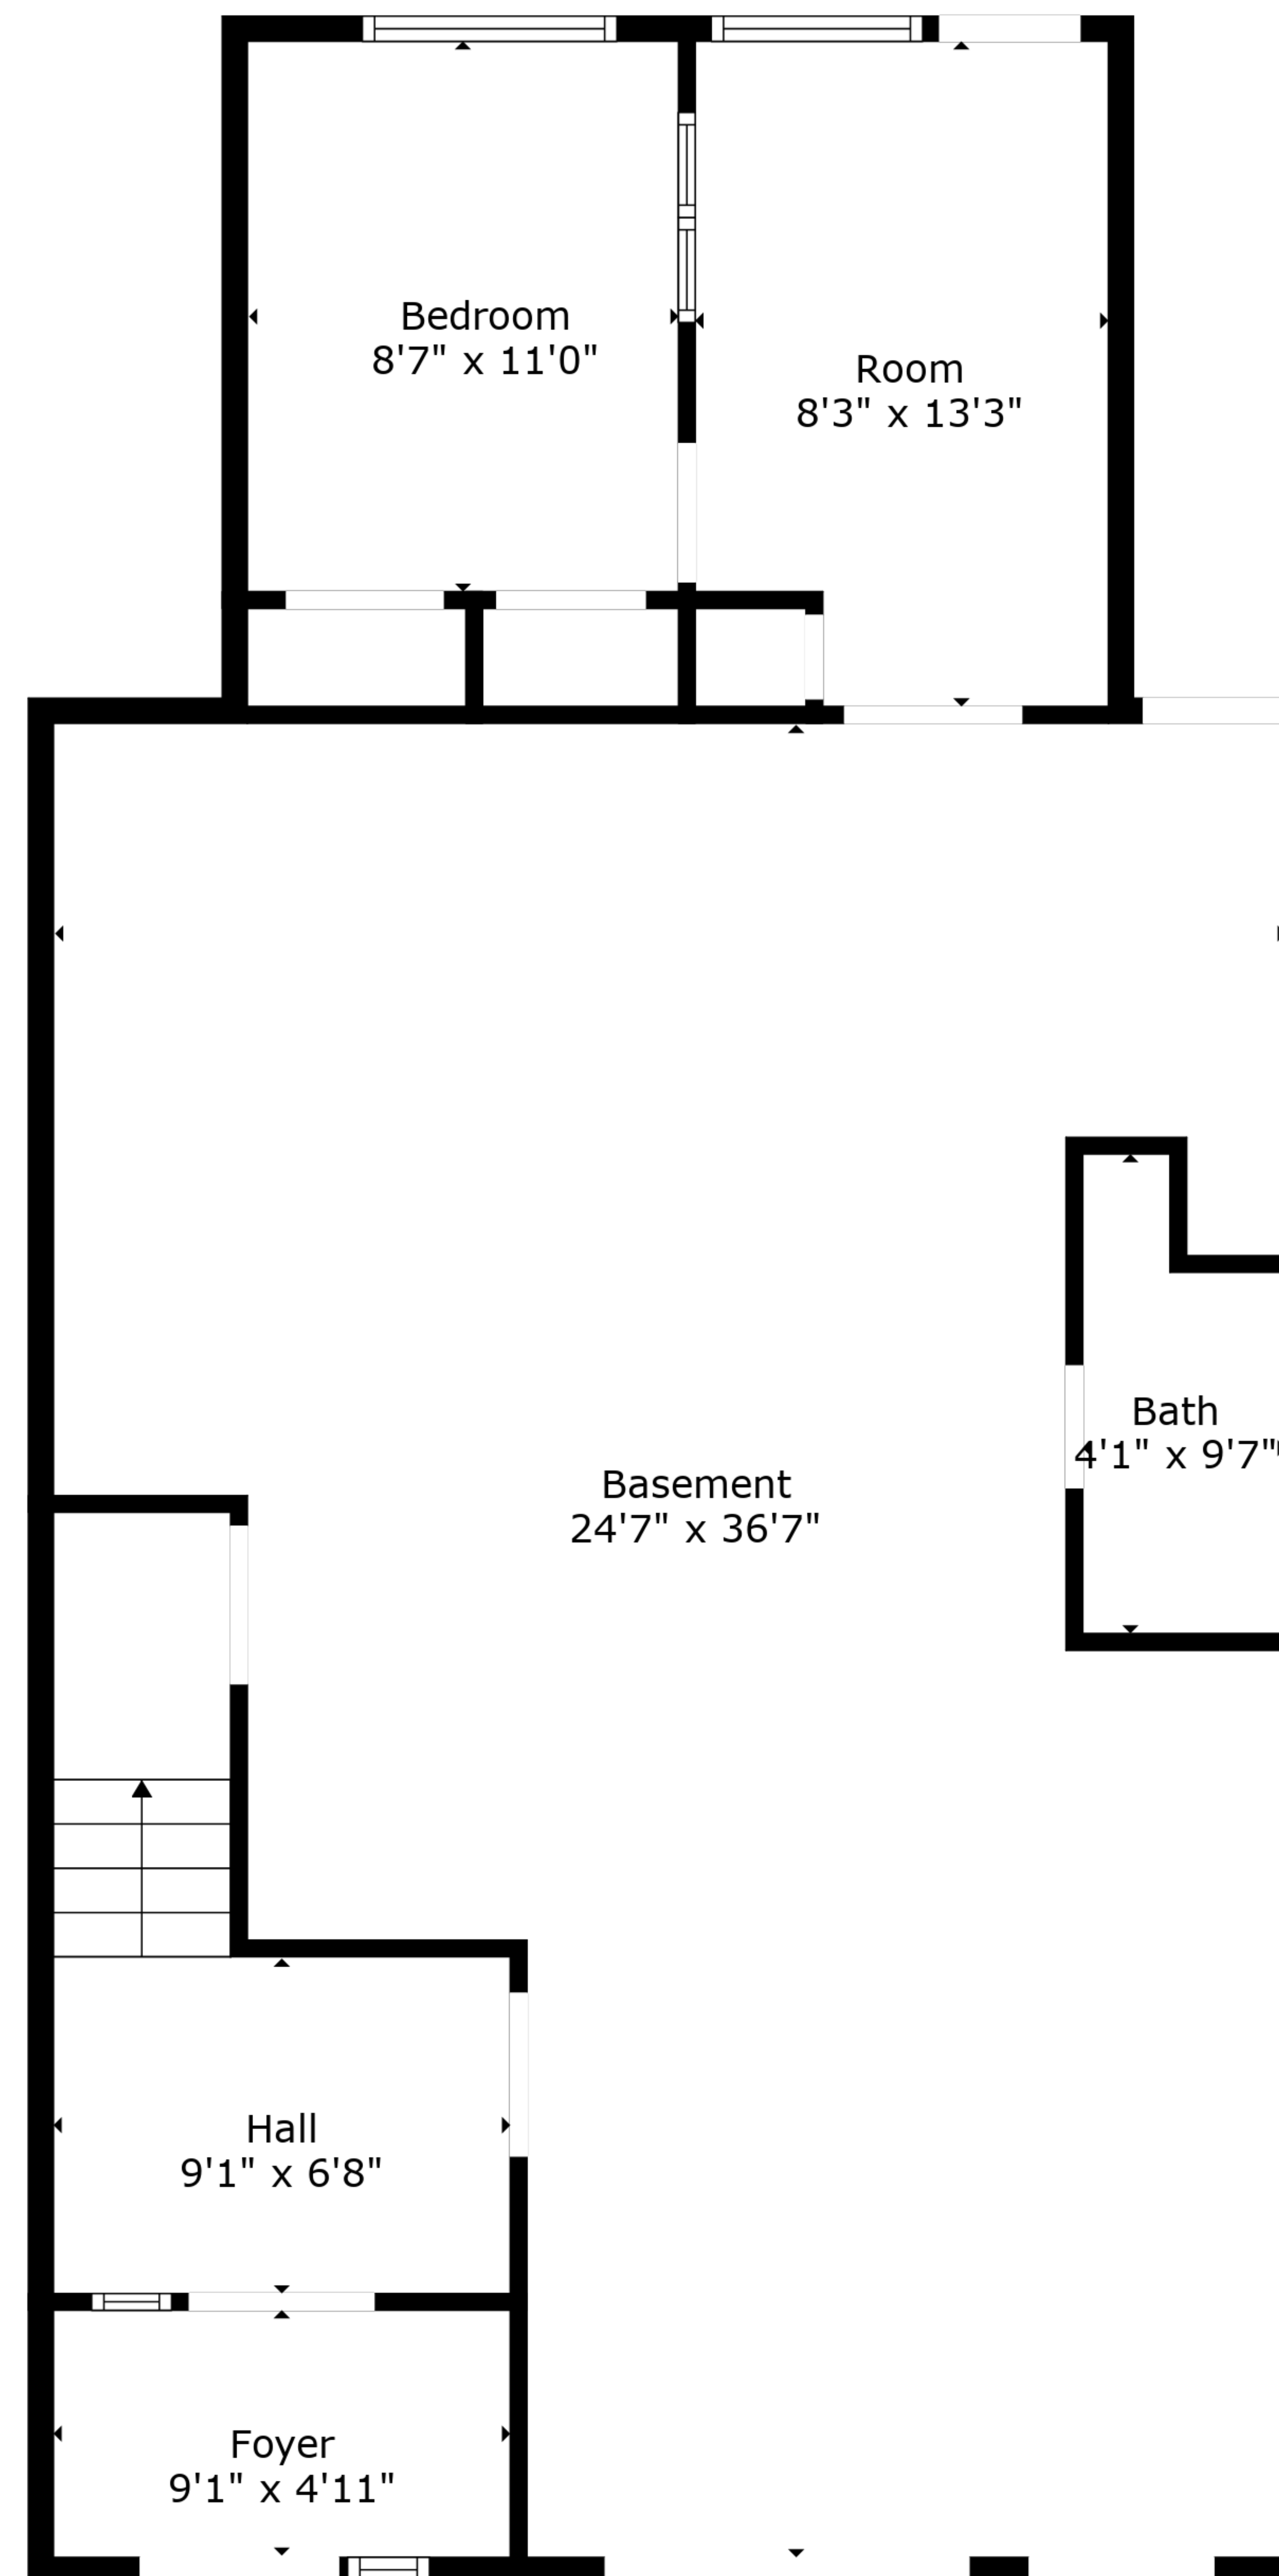 Bedroom
8'7" x 11'0"
Room
8'3" x 13'3"
Bath
4'1" x 9'7"
Basement
24'7" x 36'7"
Hall
9'1" x 6'8"
Foyer
9'1" x 4'11"